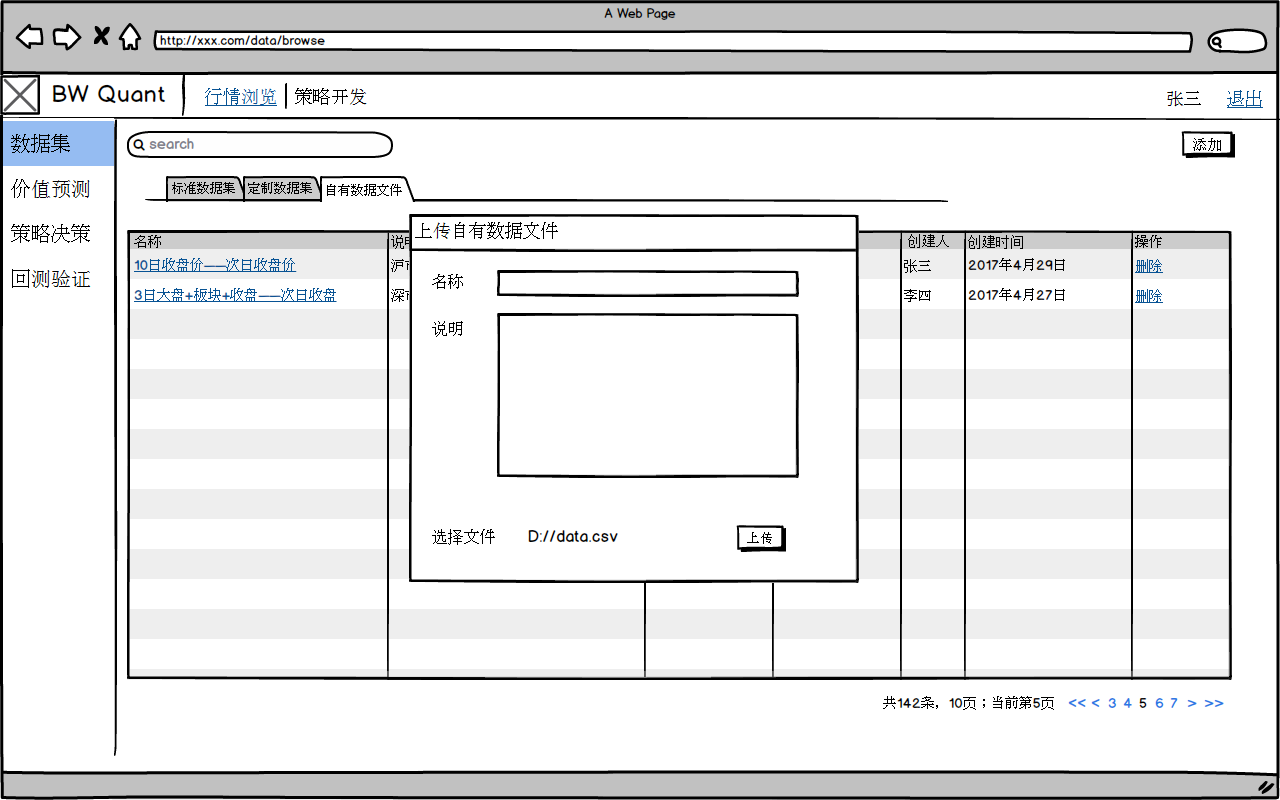 A Web Page
http://xxx.com/data/browse
BW Quant 行情浏览 策略开发 张三 退出
数据集
价值预测
策略决策
回测验证
search 添加
标准数据集 定制数据集 自有数据文件
名称 创建人 创建时间 操作
10日收盘价——次日收盘价 张三 2017年4月29日 删除
3日大盘+板块+收盘——次日收盘 李四 2017年4月27日 删除
上传自有数据文件
名称
说明
选择文件 D://data.csv 上传
共142条，10页；当前第5页 << < 3 4 5 6 7 > >>